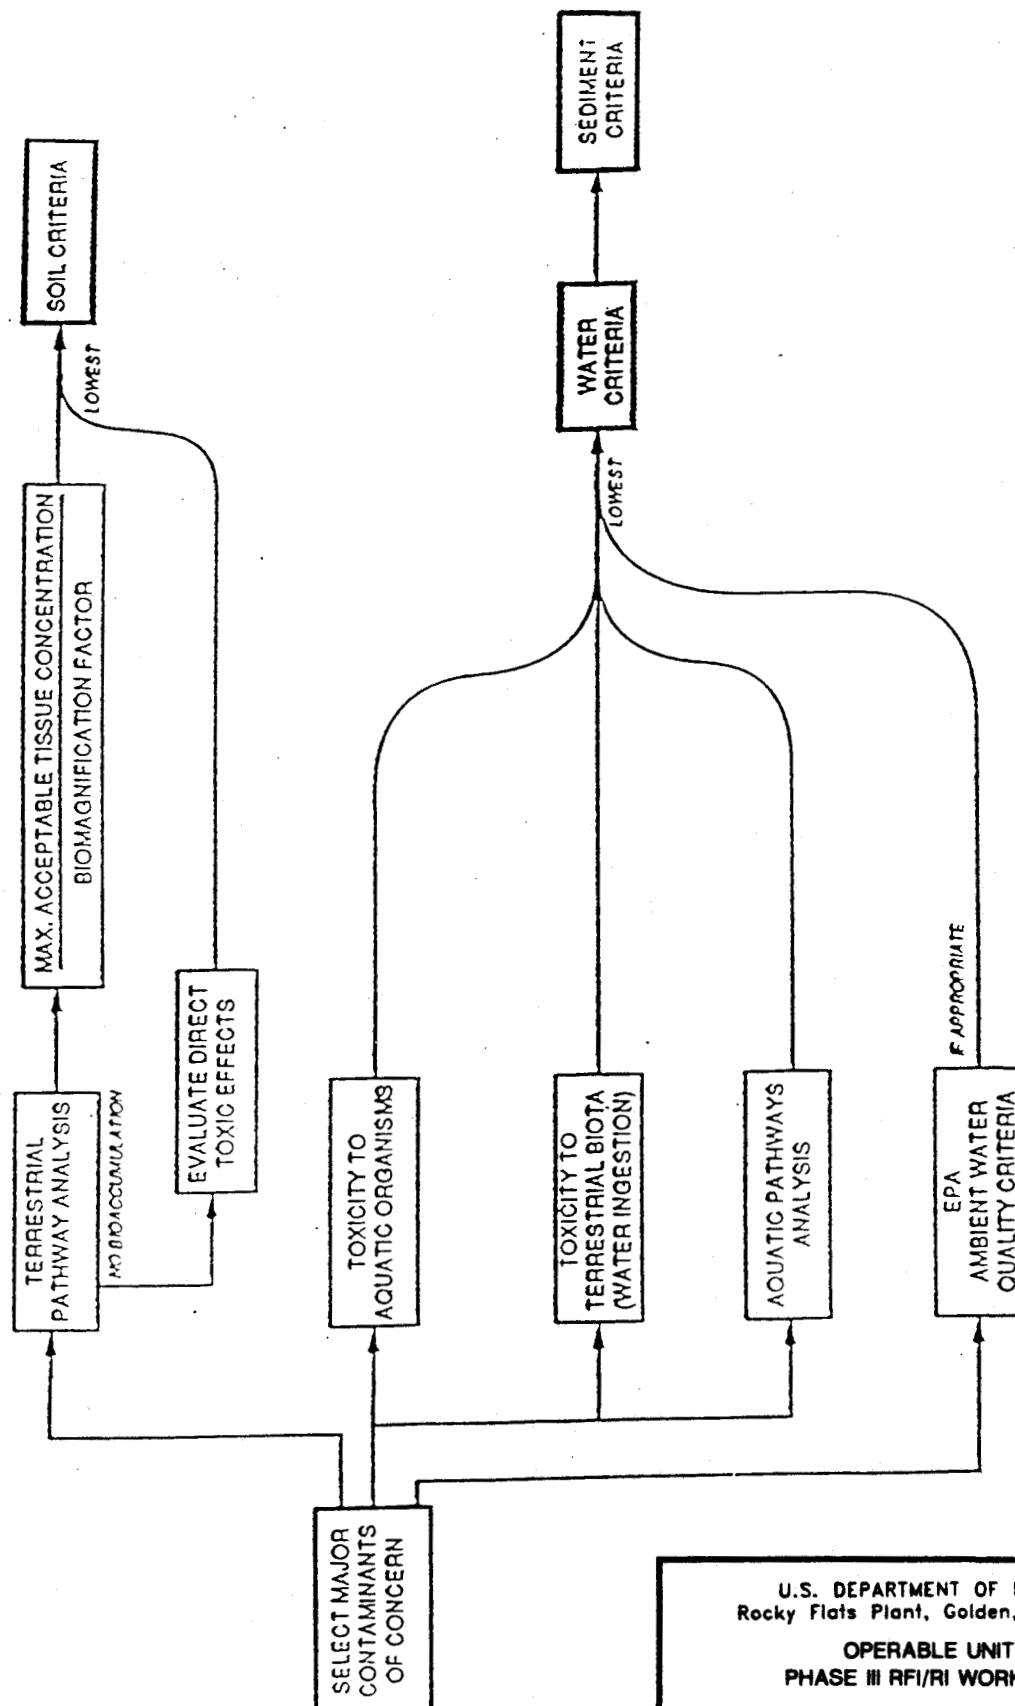 SELECT MAJOR
CONTAMINANTS
OF CONCERN
TERRESTRIAL
PATHWAY ANALYSIS
NO BIOACCUMULATION
EVALUATE DIRECT
TOXIC EFFECTS
MAX. ACCEPTABLE TISSUE CONCENTRATION
BIOMAGNIFICATION FACTOR
LOWEST
SOIL CRITERIA
TOXICITY TO
AQUATIC ORGANISMS
TOXICITY TO
TERRESTRIAL BIOTA
(WATER INGESTION)
AQUATIC PATHWAYS
ANALYSIS
EPA
AMBIENT WATER
QUALITY CRITERIA
IF APPROPRIATE
LOWEST
WATER
CRITERIA
SEDIMENT
CRITERIA
U.S. DEPARTMENT OF
Rocky Flats Plant, Golden,
OPERABLE UNIT
PHASE III RFI/RI WORK